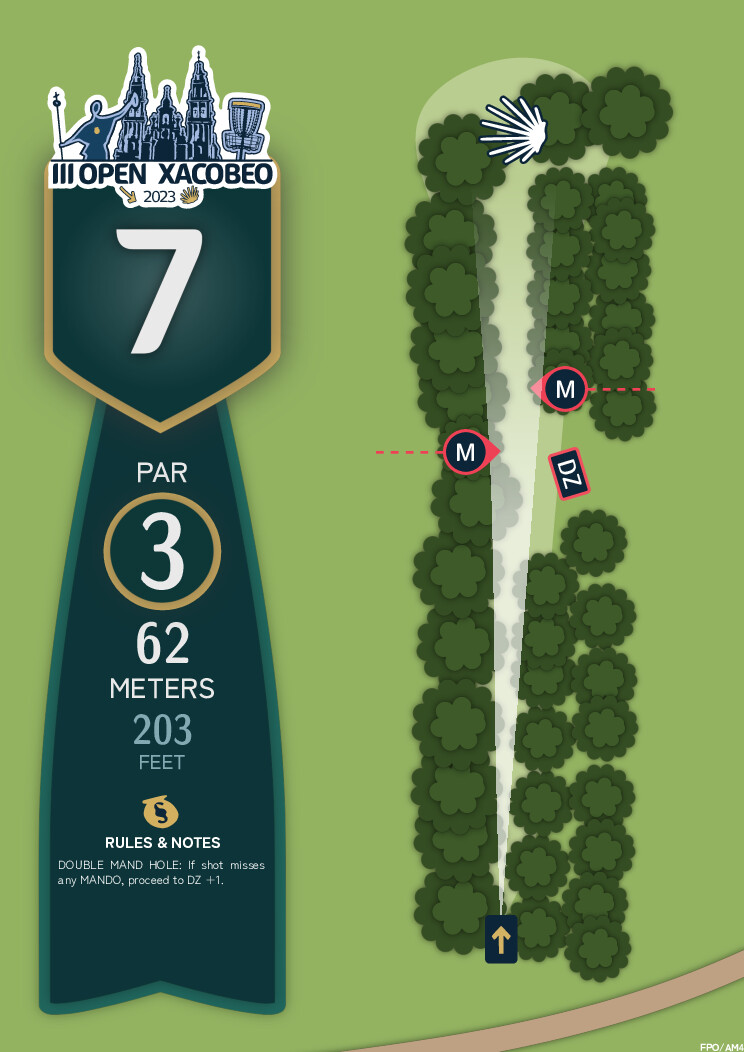 III OPEN XACOBEO
2023
7
PAR
3
62
METERS
203
FEET
RULES & NOTES
DOUBLE MAND HOLE: If shot misses
any MANDO, proceed to DZ +1.
M
M
DZ
FPO/AM4